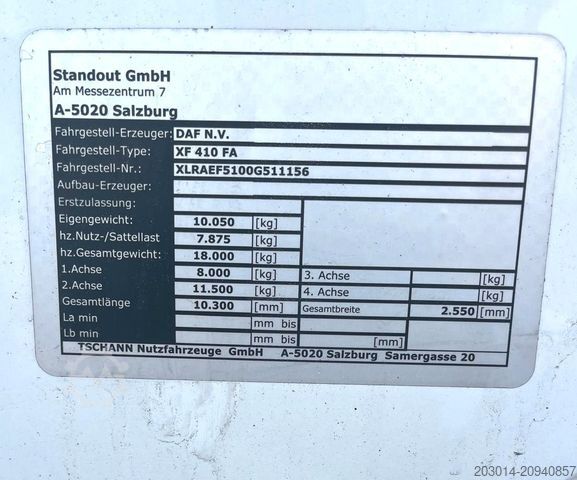 Standout GmbH
Am Messezentrum 7
A-5020 Salzburg
Fahrgestell-Erzeuger: DAF N.V.
Fahrgestell-Type: XF 410 FA
Fahrgestell-Nr.: XLRAEF5100G511156
Aufbau-Erzeuger:
Erstzulassung:
Eigengewicht: 10.050 [kg]
hz.Nutz-/Sattellast 7.875 [kg]
hz.Gesamtgewicht: 18.000 [kg]
1.Achse 8.000 [kg] 3. Achse [kg]
2.Achse 11.500 [kg] 4. Achse [kg]
Gesamtlänge 10.300 [mm] Gesamtbreite 2.550 [mm]
La min mm bis
Lb min mm bis [mm]
TSCHANN Nutzfahrzeuge GmbH A-5020 Salzburg Samergasse 20
203014-20940857